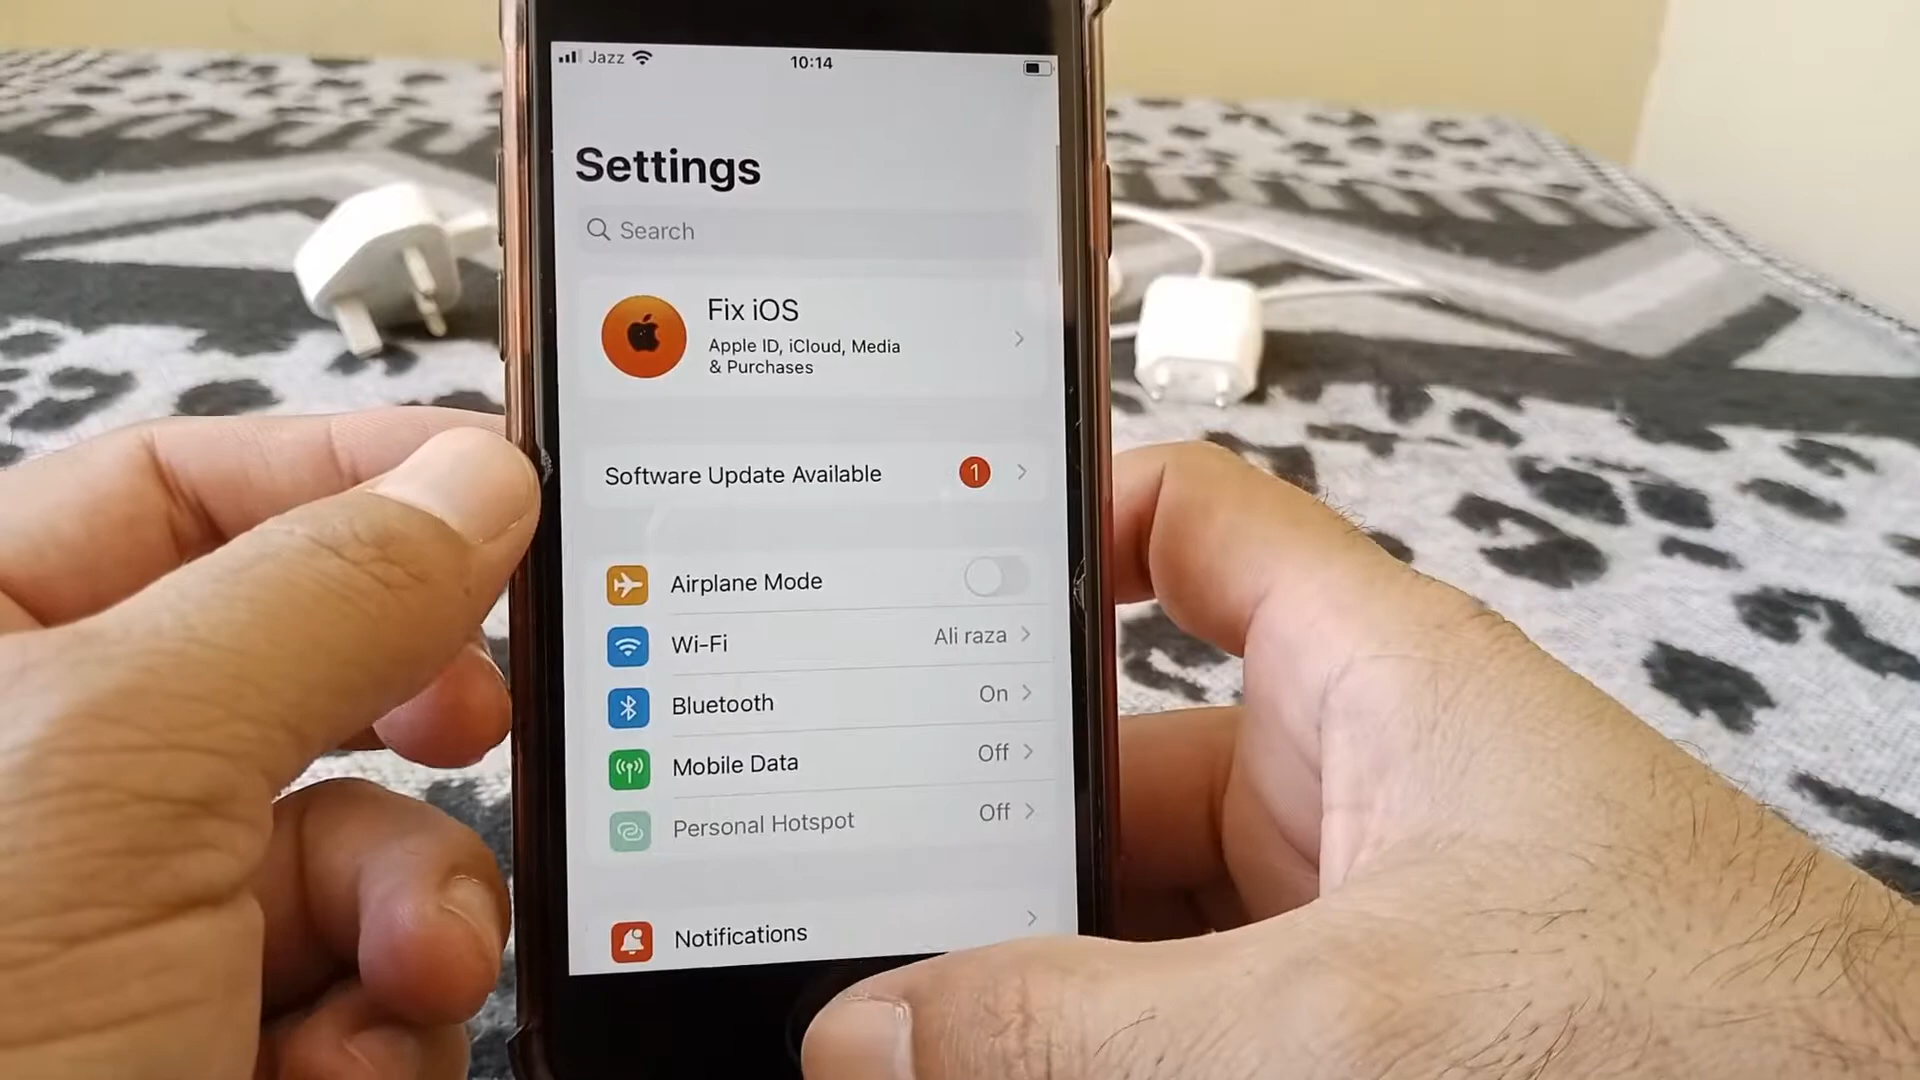 Jazz
10:14
Settings
Search
Fix iOS
Apple ID, iCloud, Media
& Purchases
Software Update Available 1
Airplane Mode
Wi-Fi Ali raza
Bluetooth On
Mobile Data Off
Personal Hotspot Off
Notifications